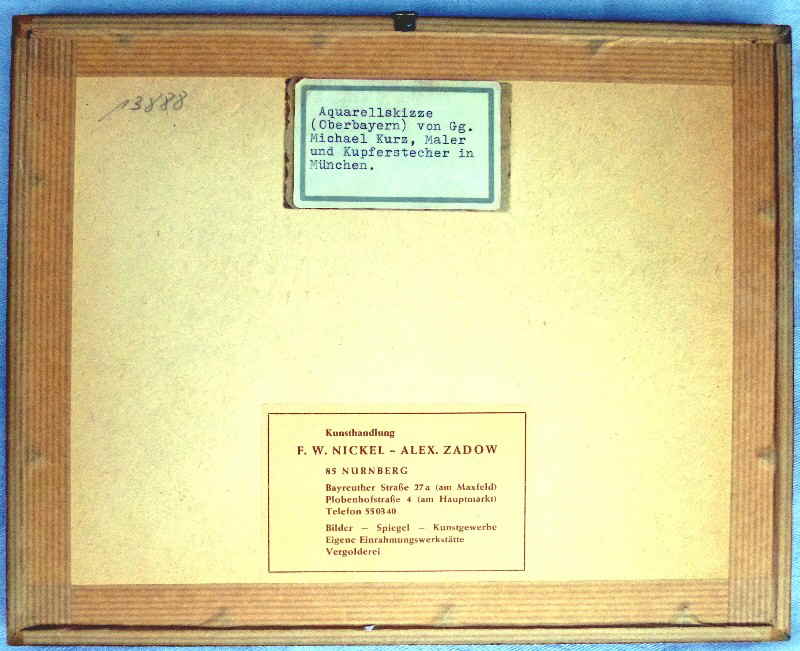 13888
Aquarellskizze
(Oberbayern) von Gg.
Michael Kurz, Maler
und Kupferstecher in
München.
Kunsthandlung
F. W. NICKEL – ALEX. ZADOW
85 NÜRNBERG
Bayreuther Straße 27a (am Maxfeld)
Plobenhofstraße 4 (am Hauptmarkt)
Telefon 550340
Bilder – Spiegel – Kunstgewerbe
Eigene Einrahmungswerkstätte
Vergolderei